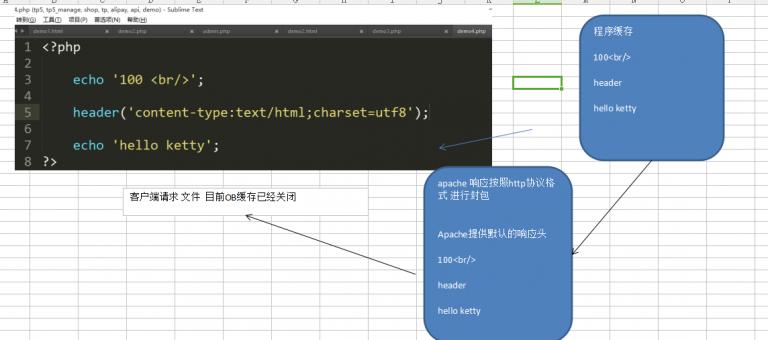 4.php (tp5, tp5_manage, shop, tp, alipay, api, demo) - Sublime Text
转到(G) 工具(T) 项目(P) 首选项(N) 帮助(H)
demo1.html demo2.php admin.php demo2.html demo3.php demo4.php
1 <?php
2
3 echo '100 <br/>';
4
5 header('content-type:text/html;charset=utf8');
6
7 echo 'hello ketty';
8 ?>
程序缓存
100<br/>
header
hello ketty
客户端请求 文件 目前OB缓存已经关闭
apache 响应按照http协议格
式 进行封包
Apache提供默认的响应头
100<br/>
header
hello ketty